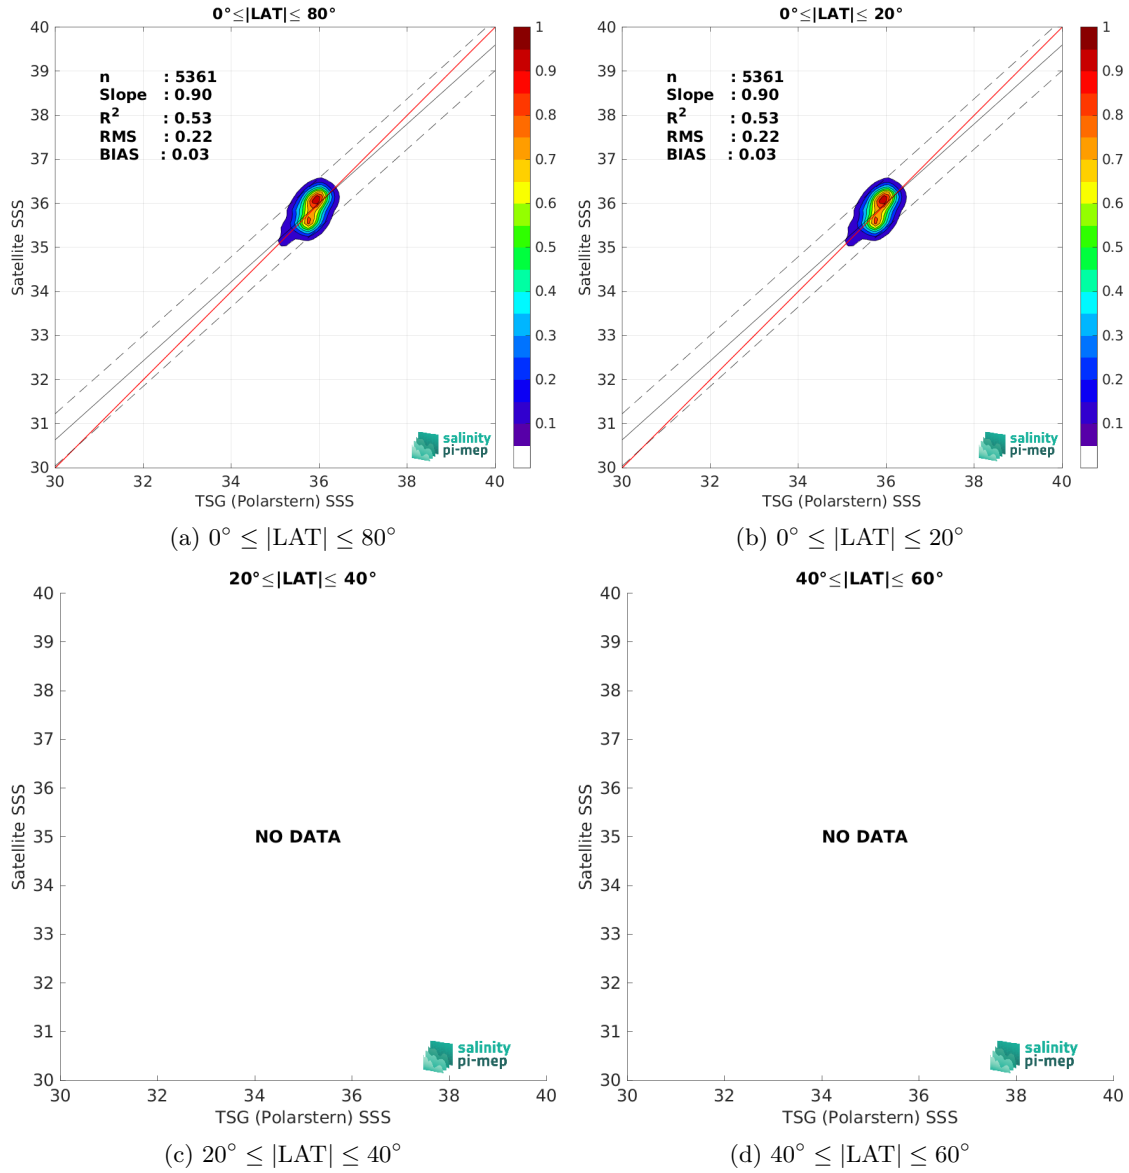 0°≤|LAT|≤ 80°
40
39
38
37
36
35
34
33
32
31
30
Satellite SSS
n : 5361
Slope : 0.90
R² : 0.53
RMS : 0.22
BIAS : 0.03
1
0.9
0.8
0.7
0.6
0.5
0.4
0.3
0.2
0.1
salinity
pi-mep
30 32 34 36 38 40
TSG (Polarstern) SSS
(a) 0° ≤ |LAT| ≤ 80°
0°≤|LAT|≤ 20°
40
39
38
37
36
35
34
33
32
31
30
Satellite SSS
n : 5361
Slope : 0.90
R² : 0.53
RMS : 0.22
BIAS : 0.03
1
0.9
0.8
0.7
0.6
0.5
0.4
0.3
0.2
0.1
salinity
pi-mep
30 32 34 36 38 40
TSG (Polarstern) SSS
(b) 0° ≤ |LAT| ≤ 20°
20°≤|LAT|≤ 40°
40
39
38
37
36
35
34
33
32
31
30
Satellite SSS
NO DATA
salinity
pi-mep
30 32 34 36 38 40
TSG (Polarstern) SSS
(c) 20° ≤ |LAT| ≤ 40°
40°≤|LAT|≤ 60°
40
39
38
37
36
35
34
33
32
31
30
Satellite SSS
NO DATA
salinity
pi-mep
30 32 34 36 38 40
TSG (Polarstern) SSS
(d) 40° ≤ |LAT| ≤ 60°